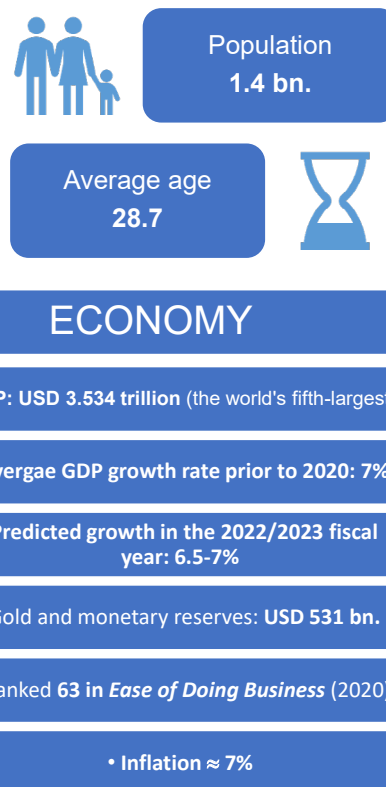 Population
1.4 bn.
Average age
28.7
ECONOMY
P: USD 3.534 trillion (the world's fifth-largest
vergae GDP growth rate prior to 2020: 7%
Predicted growth in the 2022/2023 fiscal
year: 6.5-7%
Gold and monetary reserves: USD 531 bn.
anked 63 in Ease of Doing Business (2020)
• Inflation ≈ 7%